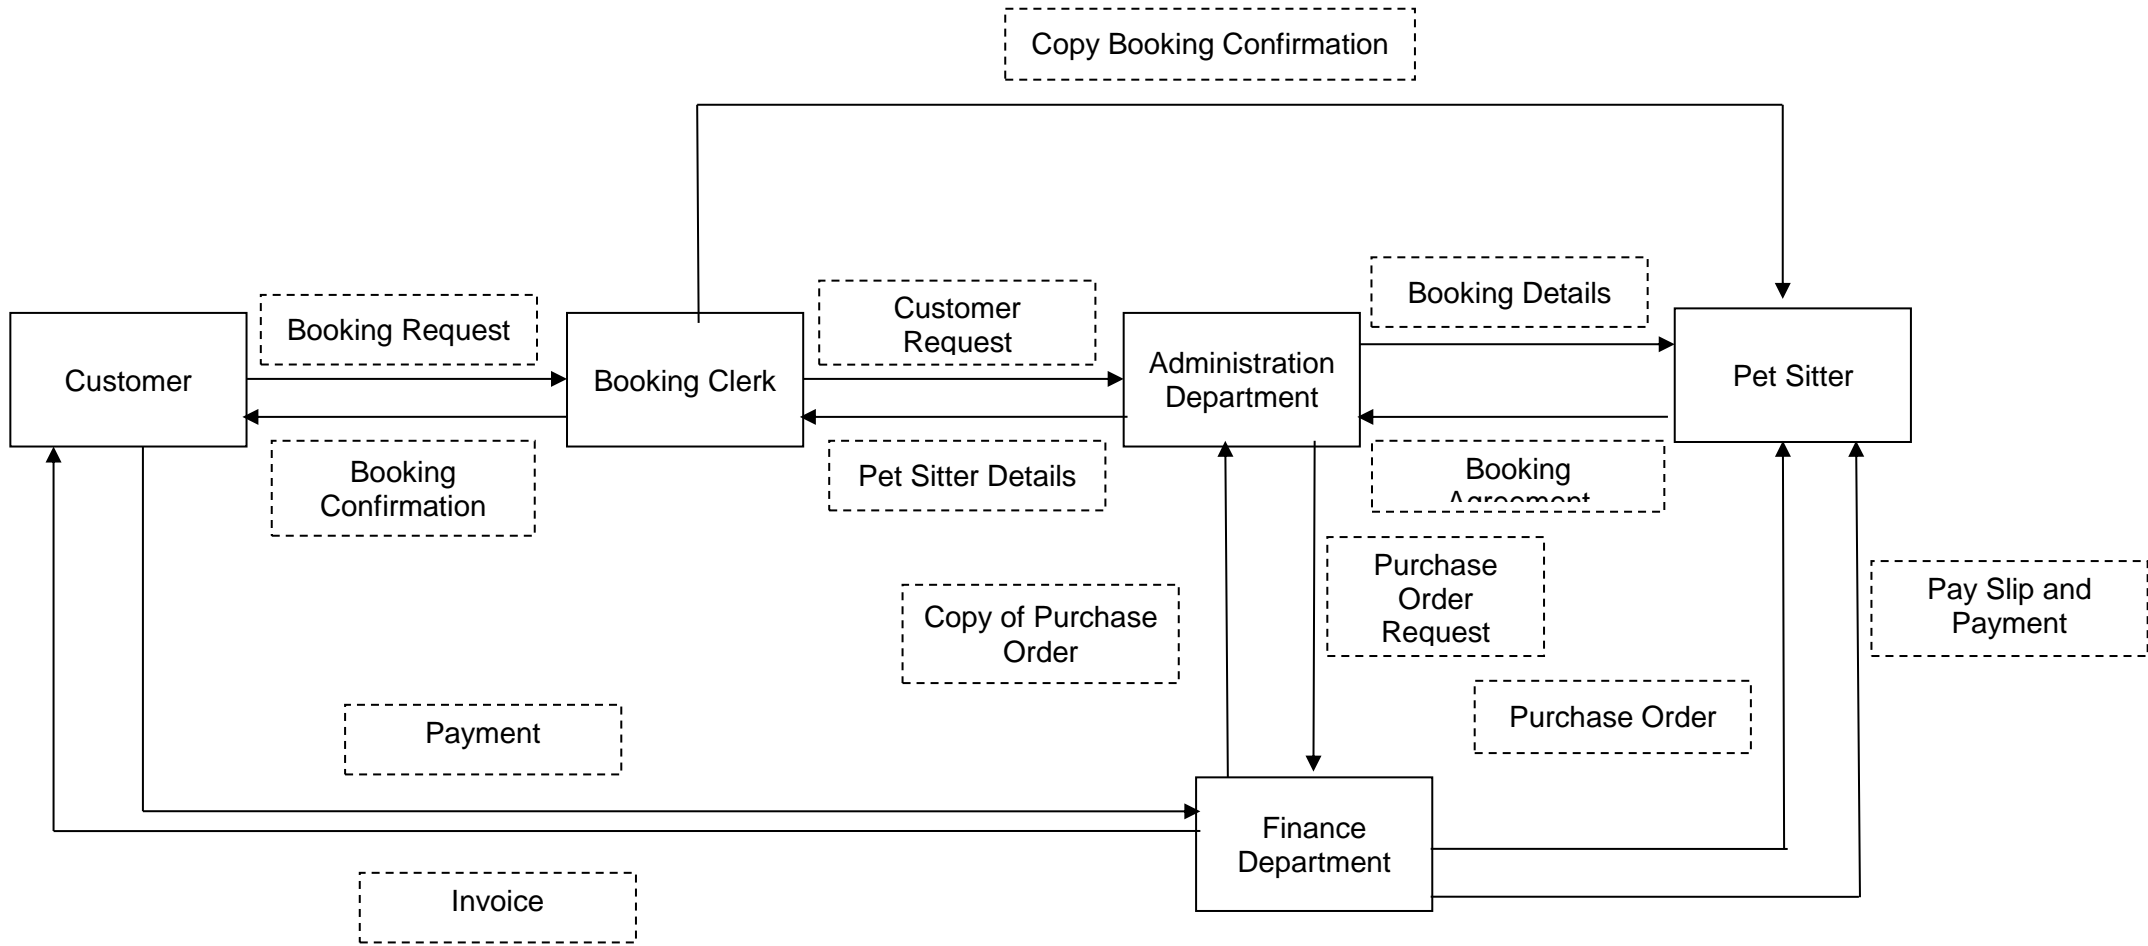 Copy Booking Confirmation
Booking Request
Customer
Request
Booking Details
Customer
Booking Clerk
Administration
Department
Pet Sitter
Booking
Confirmation
Pet Sitter Details
Booking
Agreement
Copy of Purchase
Order
Purchase
Order
Request
Pay Slip and
Payment
Purchase Order
Payment
Finance
Department
Invoice